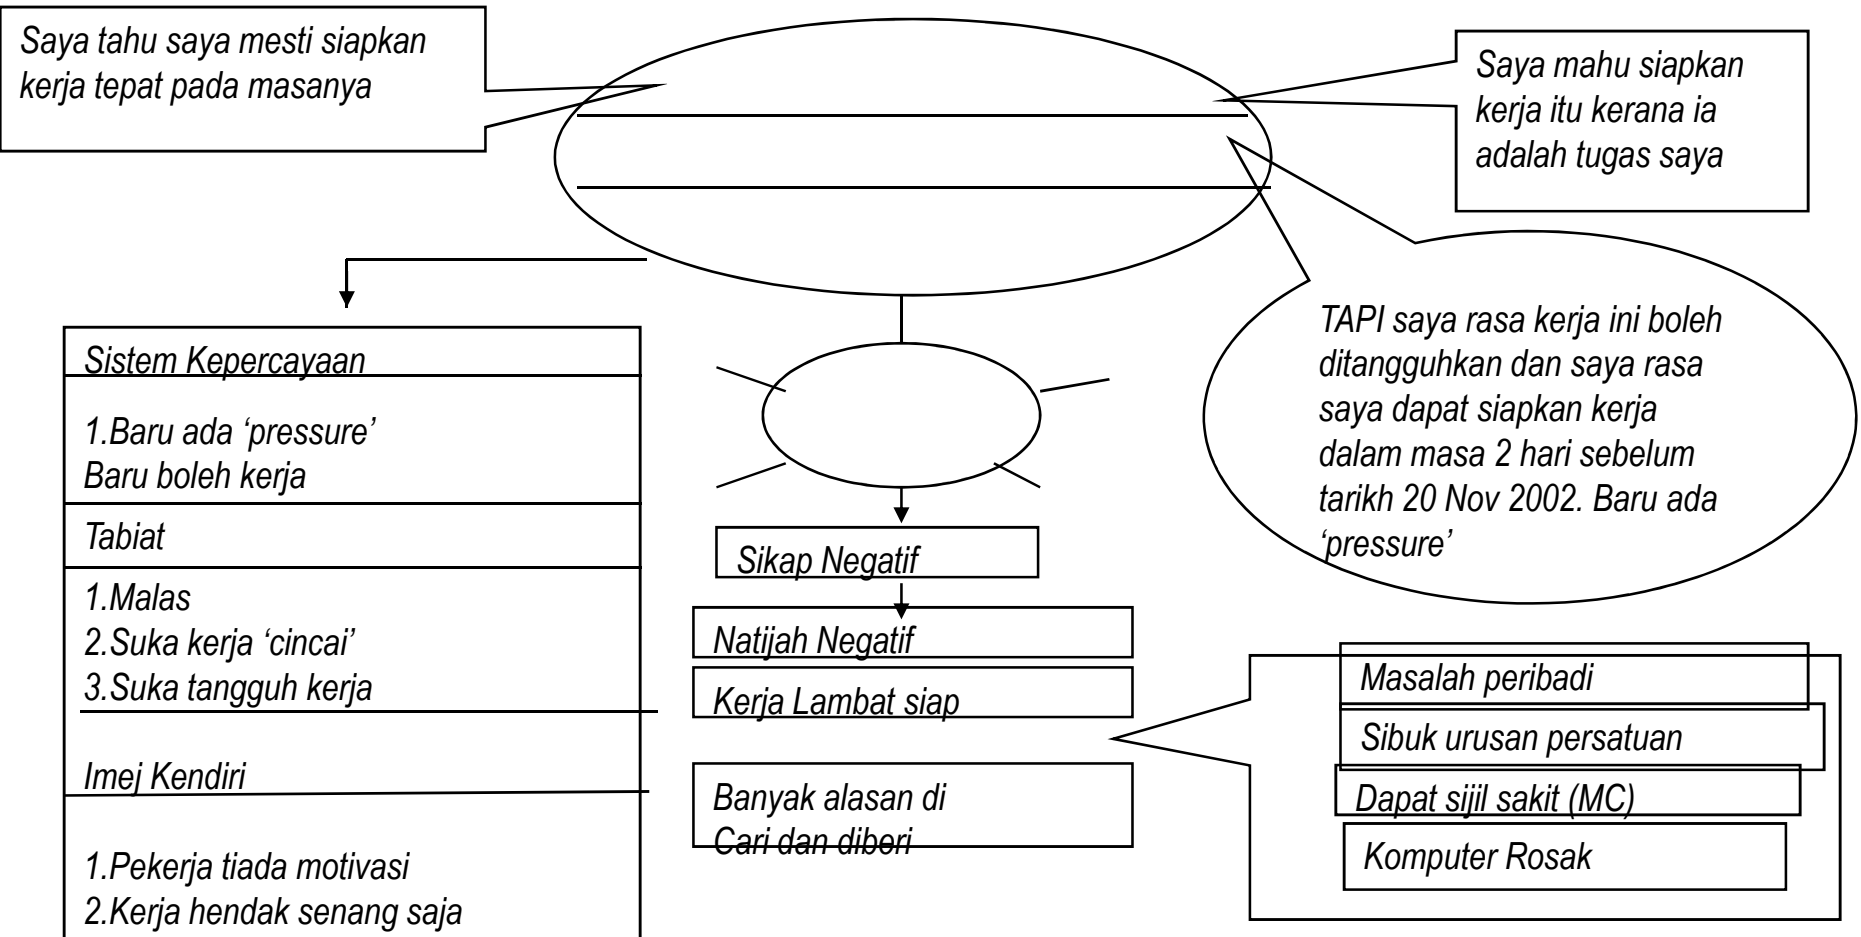 Saya tahu saya mesti siapkan
kerja tepat pada masanya
Saya mahu siapkan
kerja itu kerana ia
adalah tugas saya
TAPI saya rasa kerja ini boleh
ditangguhkan dan saya rasa
saya dapat siapkan kerja
dalam masa 2 hari sebelum
tarikh 20 Nov 2002. Baru ada
‘pressure’
Sistem Kepercayaan
1.Baru ada ‘pressure’
Baru boleh kerja
Tabiat
1.Malas
2.Suka kerja ‘cincai’
3.Suka tangguh kerja
Imej Kendiri
1.Pekerja tiada motivasi
2.Kerja hendak senang saja
Sikap Negatif
Natijah Negatif
Kerja Lambat siap
Banyak alasan di
Cari dan diberi
Masalah peribadi
Sibuk urusan persatuan
Dapat sijil sakit (MC)
Komputer Rosak